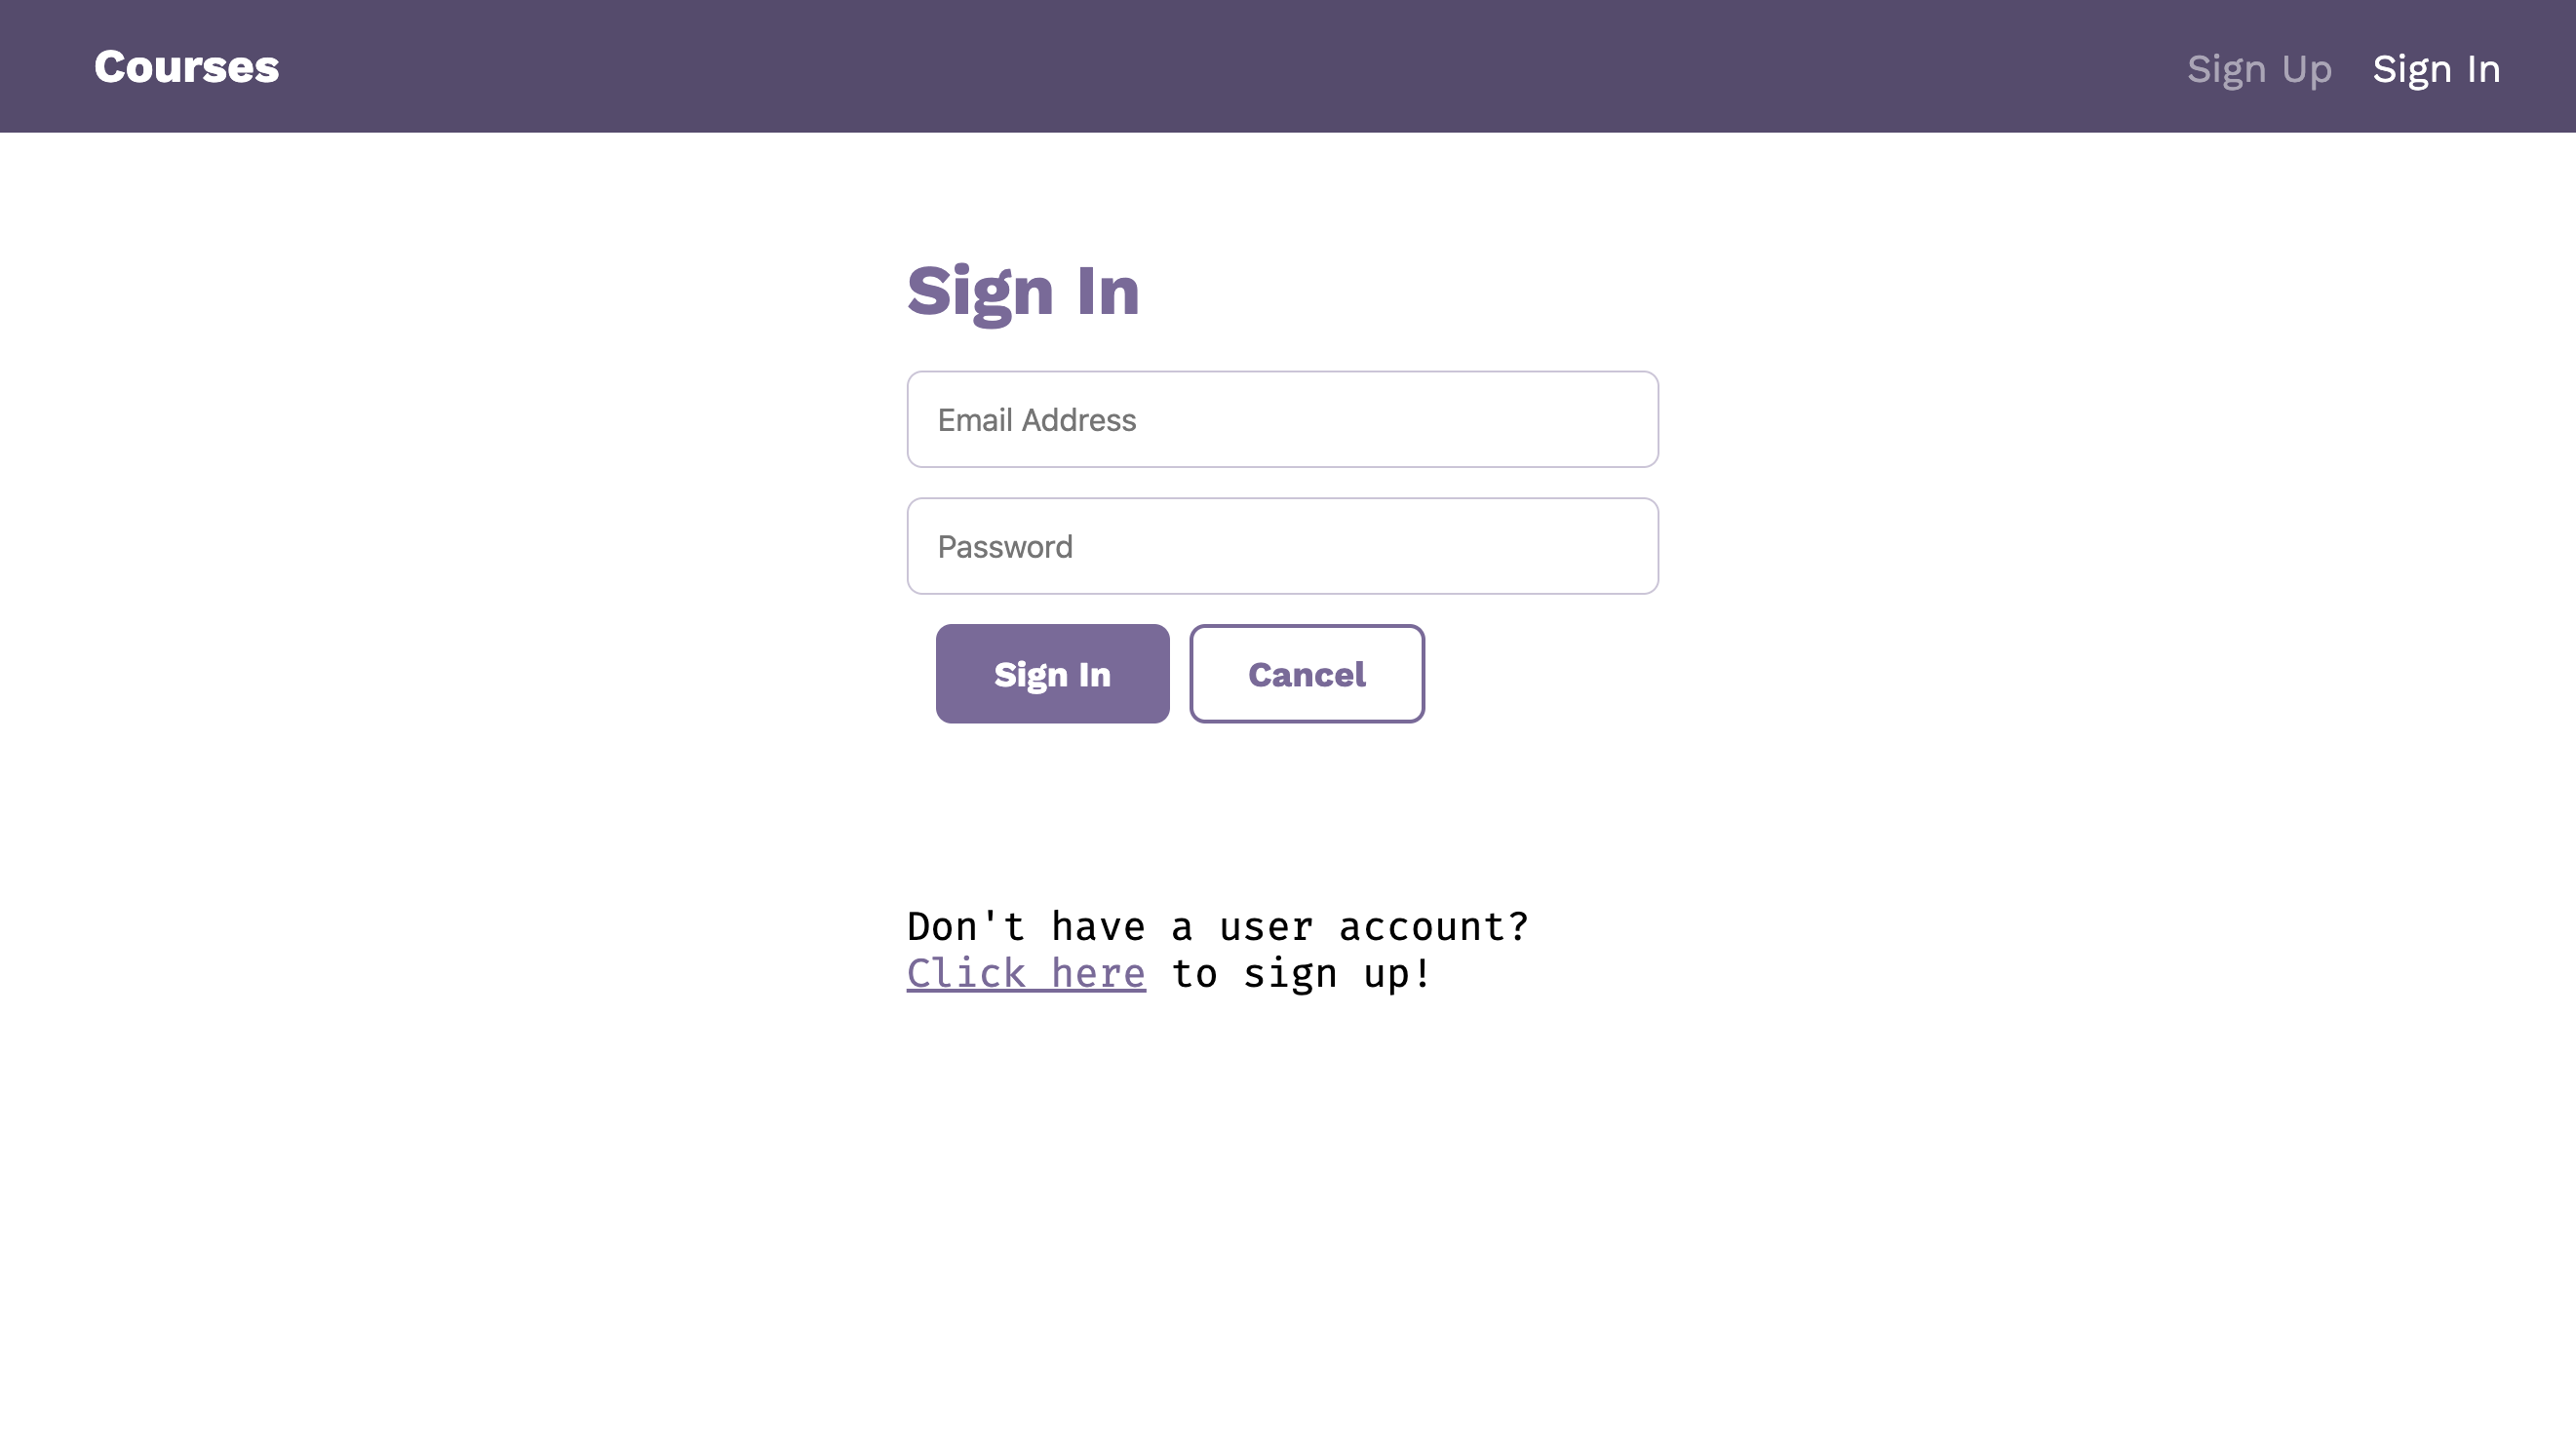 Courses
Sign Up
Sign In
Sign In
Email Address
Password
Sign In
Cancel
Don't have a user account?
Click here to sign up!